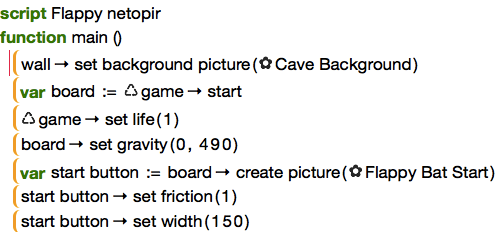 script Flappy netopir
function main ()
wall → set background picture(✿Cave Background)
var board := ♺game → start
♺game → set life(1)
board → set gravity(0, 490)
var start button := board → create picture(✿Flappy Bat Start)
start button → set friction(1)
start button → set width(150)